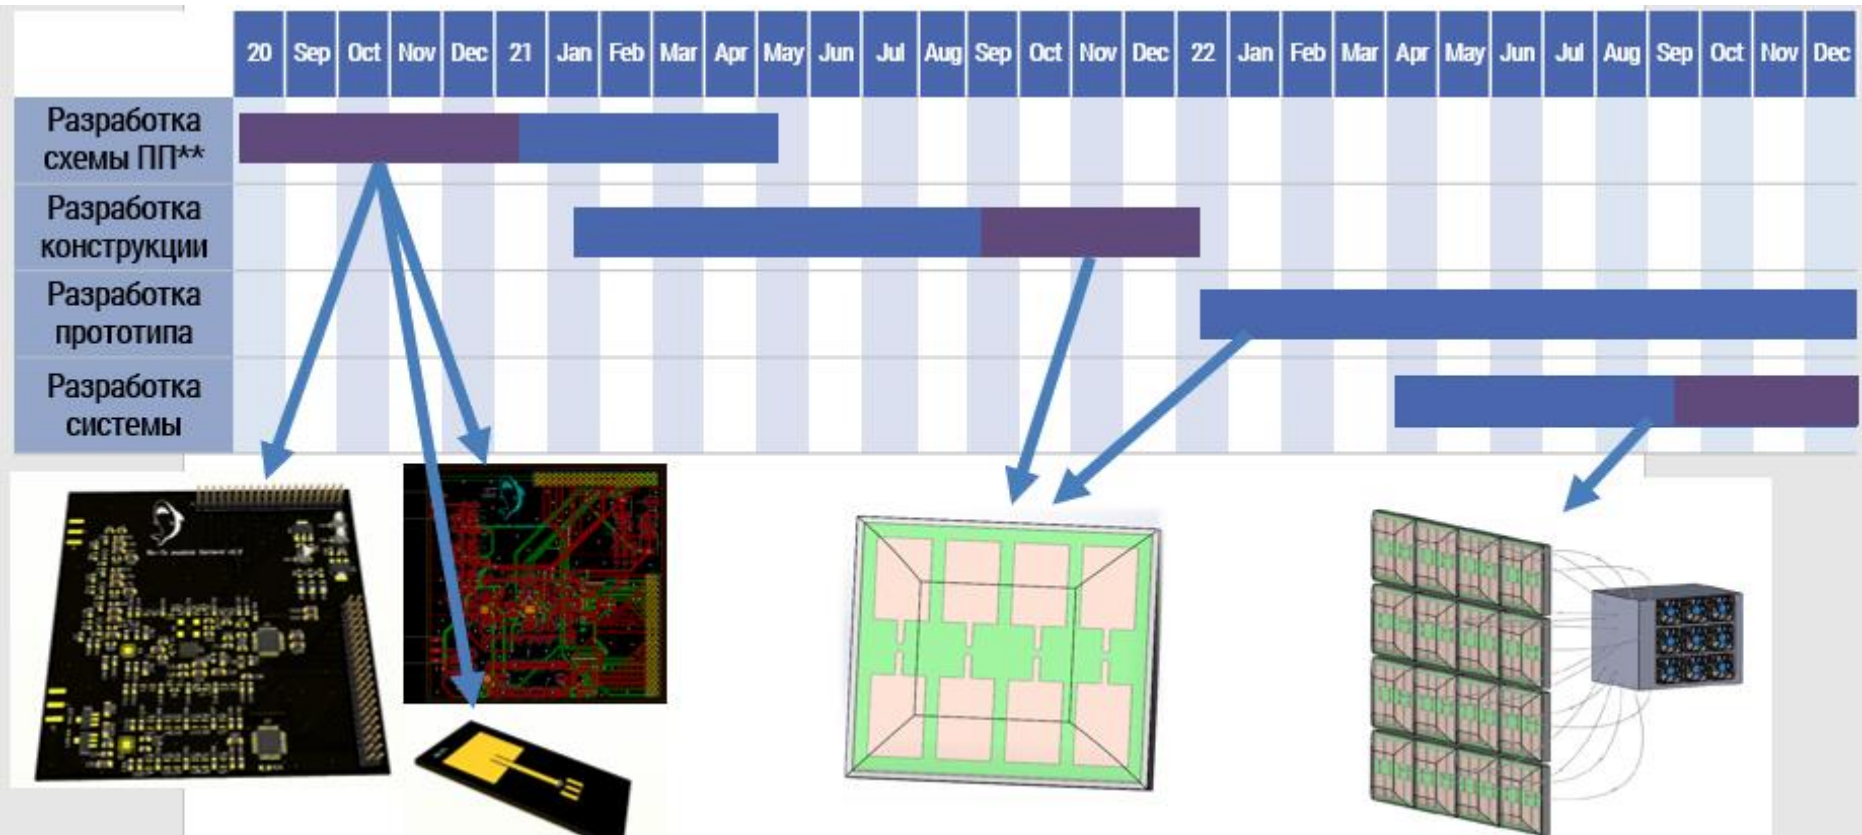 20 Sep Oct Nov Dec 21 Jan Feb Mar Apr May Jun Jul Aug Sep Oct Nov Dec 22 Jan Feb Mar Apr May Jun Jul Aug Sep Oct Nov Dec
Разработка
схемы ПП**
Разработка
конструкции
Разработка
прототипа
Разработка
системы